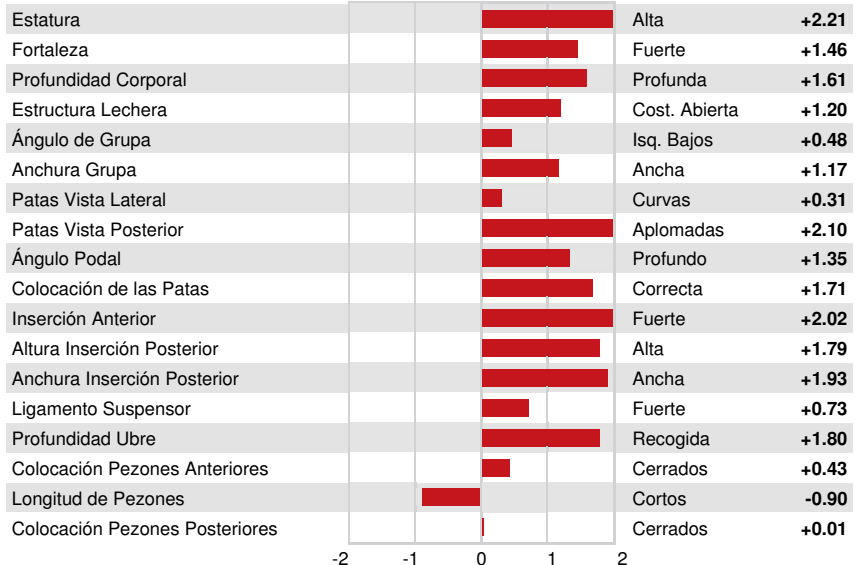 Estatura Alta +2.21
Fortaleza Fuerte +1.46
Profundidad Corporal Profunda +1.61
Estructura Lechera Cost. Abierta +1.20
Ángulo de Grupa Isq. Bajos +0.48
Anchura Grupa Ancha +1.17
Patas Vista Lateral Curvas +0.31
Patas Vista Posterior Aplomadas +2.10
Ángulo Podal Profundo +1.35
Colocación de las Patas Correcta +1.71
Inserción Anterior Fuerte +2.02
Altura Inserción Posterior Alta +1.79
Anchura Inserción Posterior Ancha +1.93
Ligamento Suspensor Fuerte +0.73
Profundidad Ubre Recogida +1.80
Colocación Pezones Anteriores Cerrados +0.43
Longitud de Pezones Cortos -0.90
Colocación Pezones Posteriores Cerrados +0.01
-2 -1 0 1 2